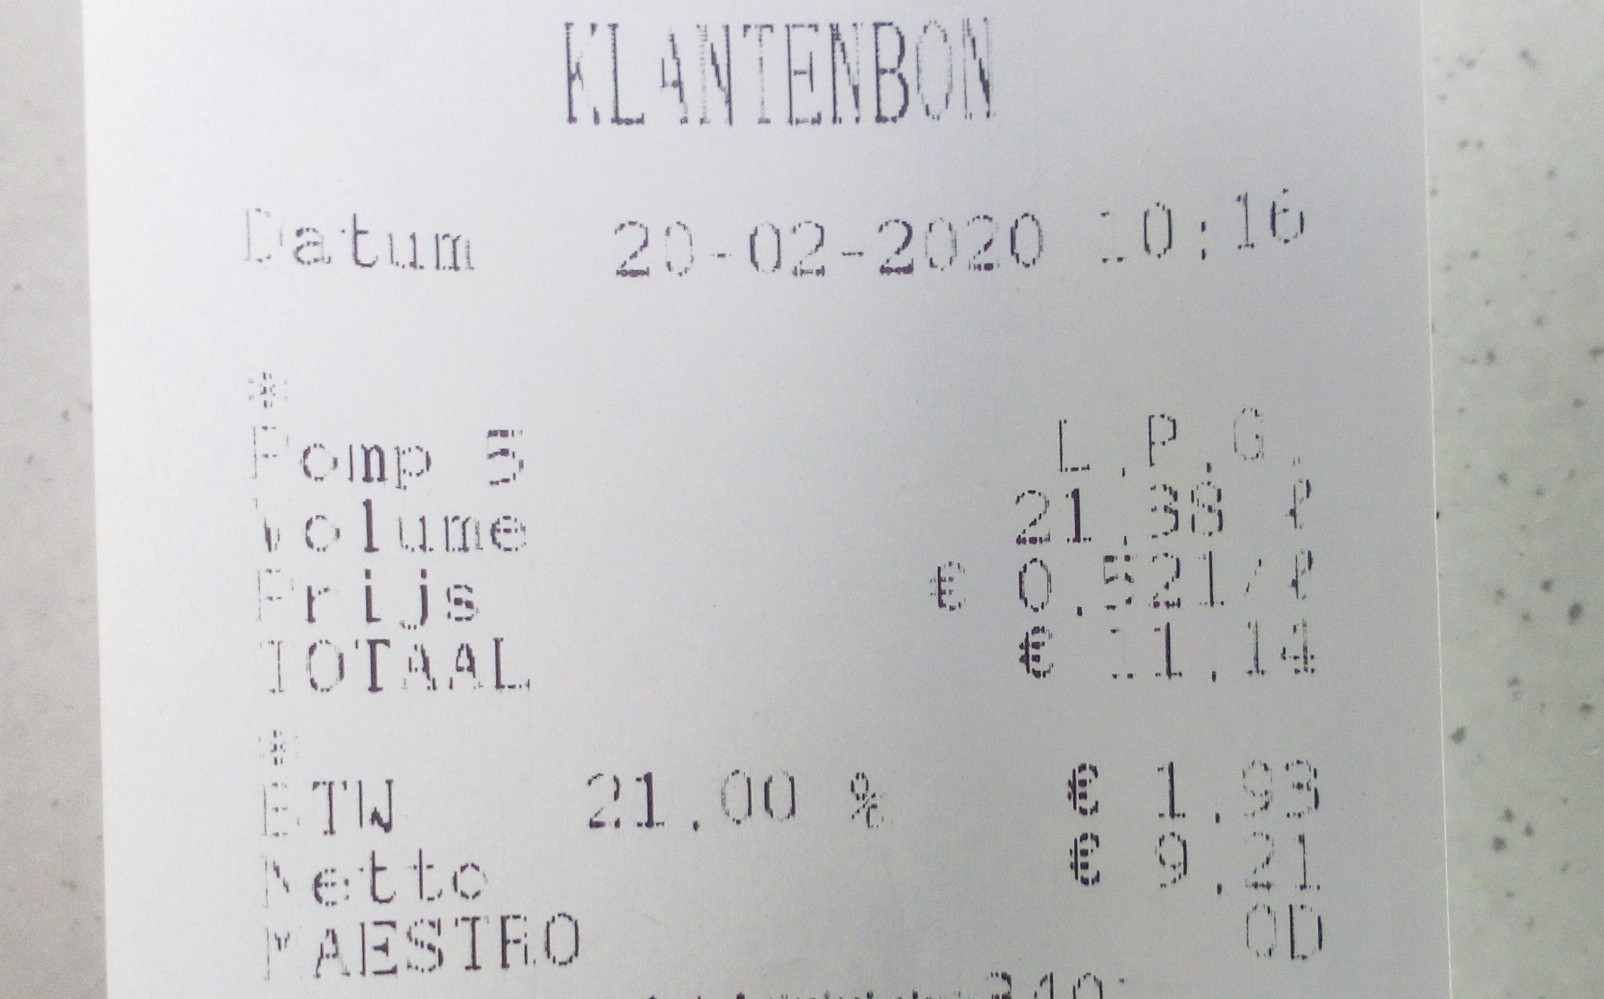 KLANTENBON
Datum 20-02-2020 10:16
*
Pomp 5 L.P.G.
Volume 21.38 ℓ
Prijs € 0.521/ℓ
TOTAAL € 11.14
*
BTW 21.00 % € 1.93
Netto € 9.21
MAESTRO OD